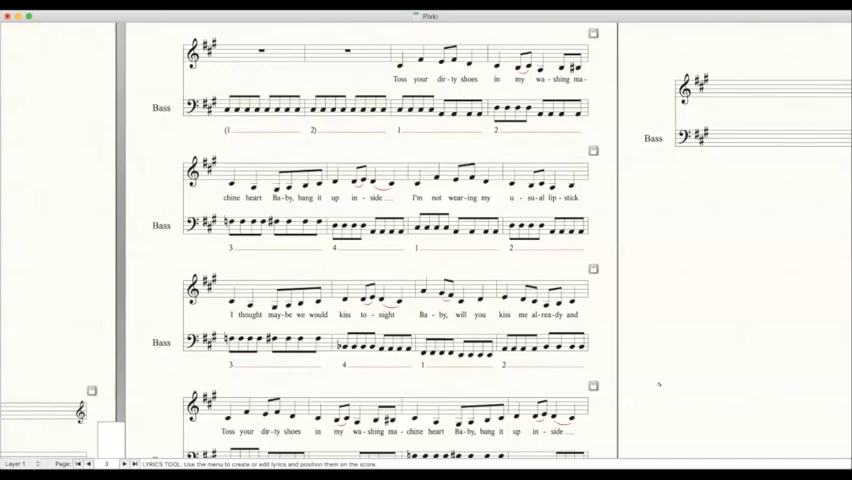 Pixki
Toss your dir-ty shoes in my wa-shing ma-
Bass
(1 2) 1 2
chine heart Ba-by, bang it up in-side
I'm not wear-ing my u-su-al lip-stick
Bass
3 4 1 2
I thought may-be we would kiss to-night Ba-by, will you kiss me al-rea-dy and
Bass
3 4 1 2
Toss your dir-ty shoes in my wa-shing ma-chine heart Ba-by, bang it up in-side
Bass
Layer 1 Page: 3 LYRICS TOOL: Use the menu to create or edit lyrics and position them on the score.